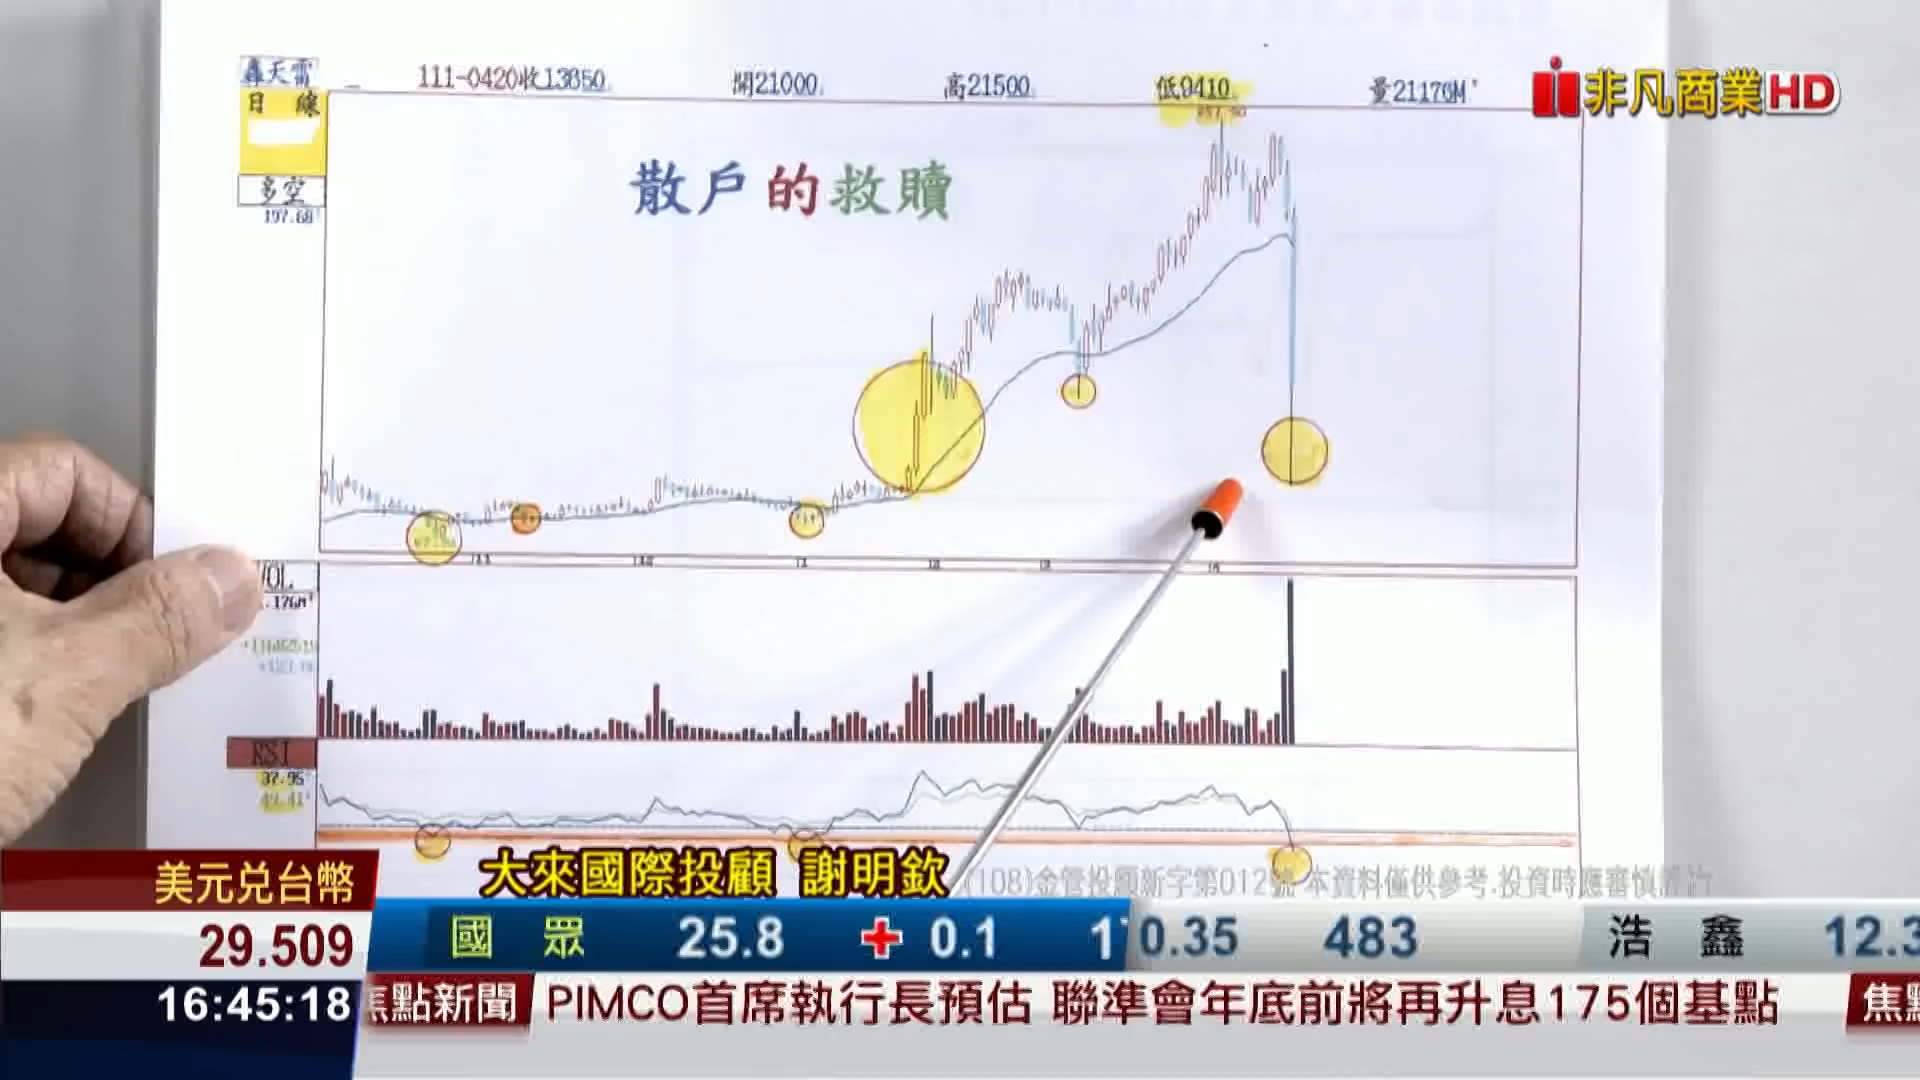 轟天雷
111-0420收13850 開21000 高21500 低9410 量21176M
非凡商業HD
日線
多空
197.68
散戶的救贖
VOL
.176M
RSI
37.95
49.41
大來國際投顧 謝明欽
(108)金管投顧新字第012號 本資料僅供參考,投資時應審慎評估
美元兌台幣
29.509
16:45:18
國眾 25.8 + 0.1 0.35 483 浩鑫 12.3
焦點新聞 PIMCO首席執行長預估 聯準會年底前將再升息175個基點 焦點